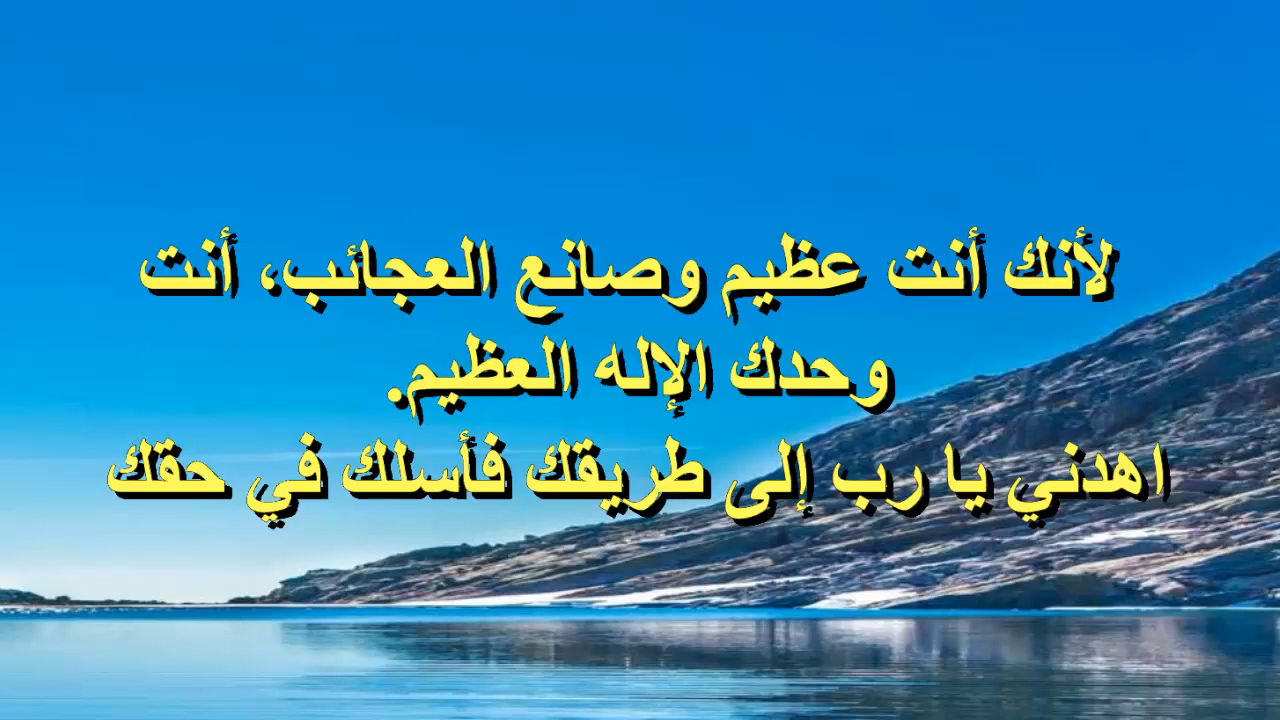 لأنك أنت عظيم وصانع العجائب، أنت
وحدك الإله العظيم.
اهدني يا رب إلى طريقك فأسلك في حقك